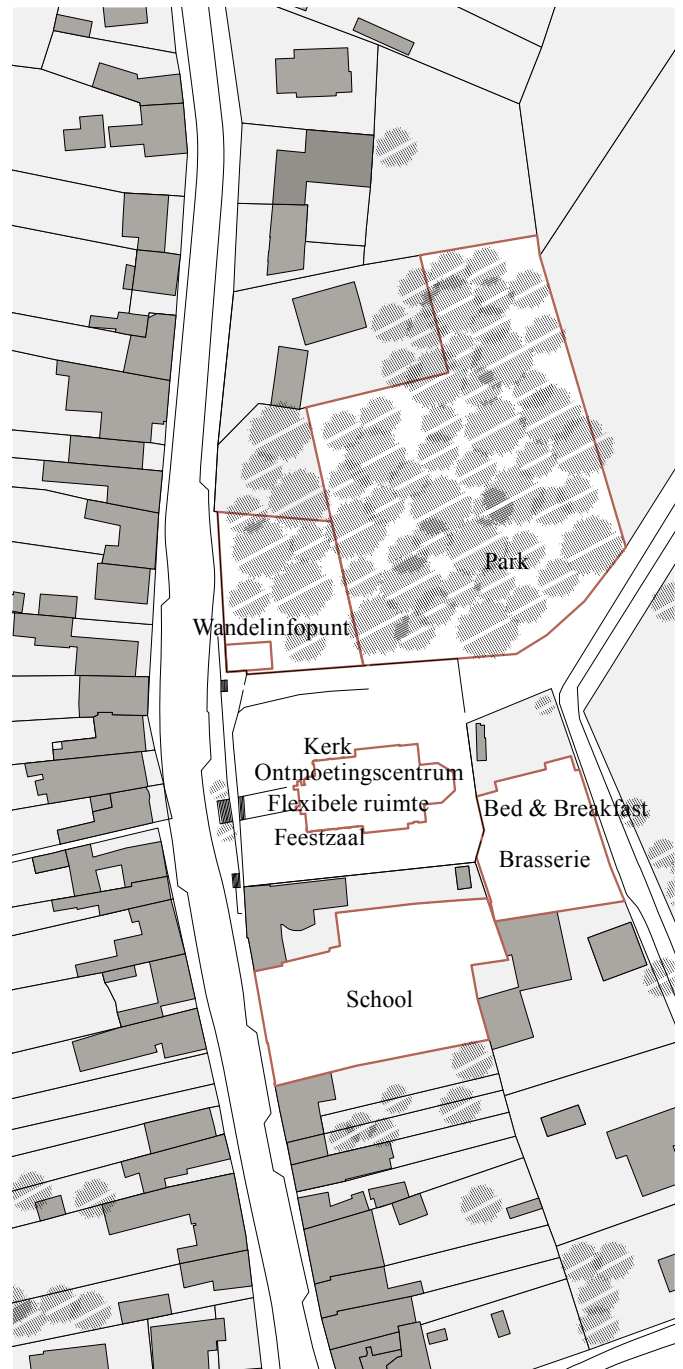 Park
Wandelinfopunt
Kerk
Ontmoetingscentrum
Flexibele ruimte
Feestzaal
Bed & Breakfast
Brasserie
School